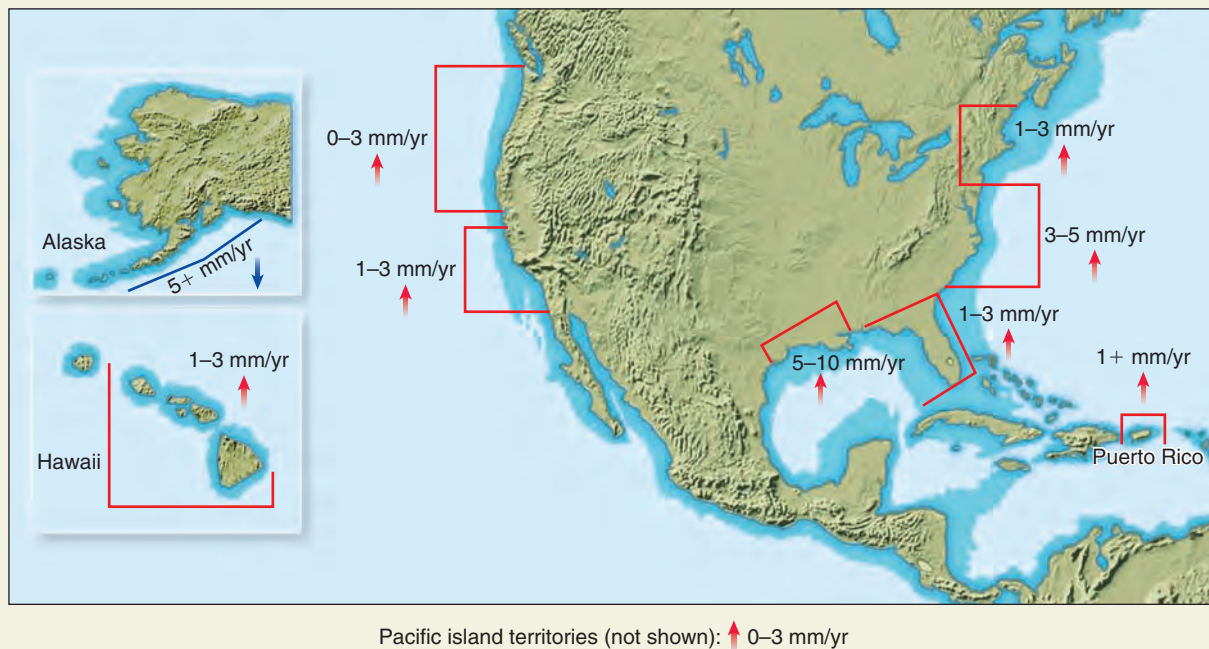 0–3 mm/yr
1–3 mm/yr
Alaska
5+ mm/yr
1–3 mm/yr
3–5 mm/yr
1–3 mm/yr
5–10 mm/yr
1+ mm/yr
Puerto Rico
1–3 mm/yr
Hawaii
Pacific island territories (not shown): 0–3 mm/yr